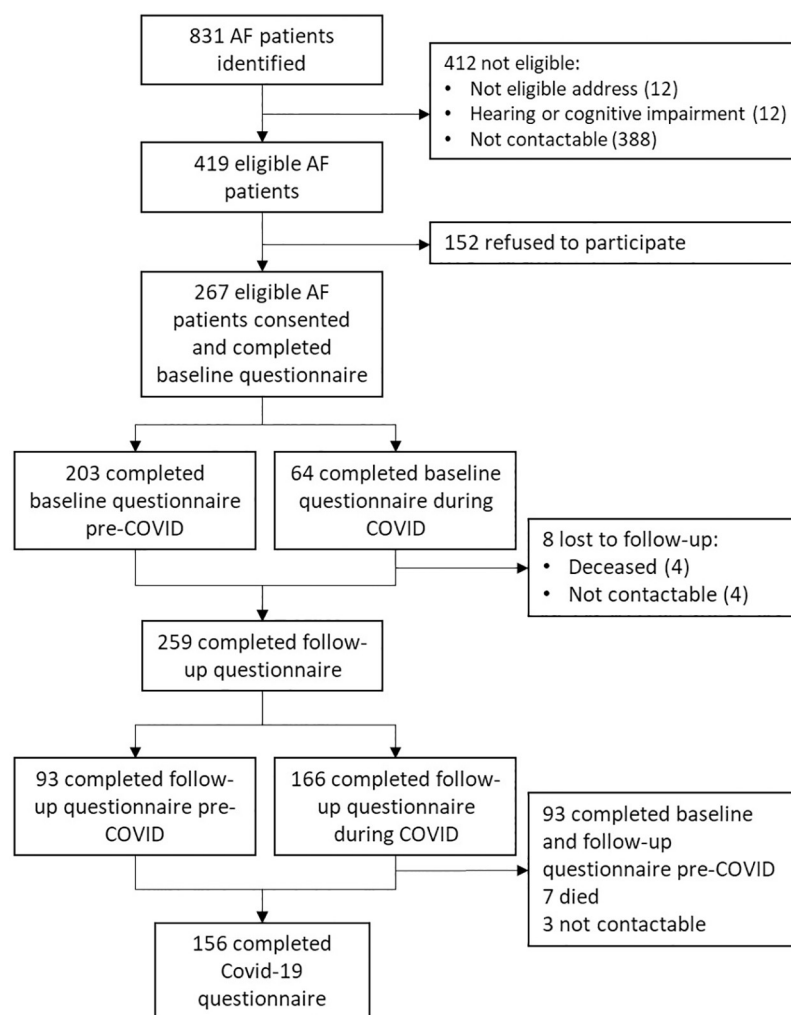 831 AF patients
identified
412 not eligible:
• Not eligible address (12)
• Hearing or cognitive impairment (12)
• Not contactable (388)
419 eligible AF
patients
152 refused to participate
267 eligible AF
patients consented
and completed
baseline questionnaire
203 completed
baseline questionnaire
pre-COVID
64 completed baseline
questionnaire during
COVID
8 lost to follow-up:
• Deceased (4)
• Not contactable (4)
259 completed follow-
up questionnaire
93 completed follow-
up questionnaire pre-
COVID
166 completed follow-
up questionnaire
during COVID
93 completed baseline
and follow-up
questionnaire pre-COVID
7 died
3 not contactable
156 completed
Covid-19
questionnaire